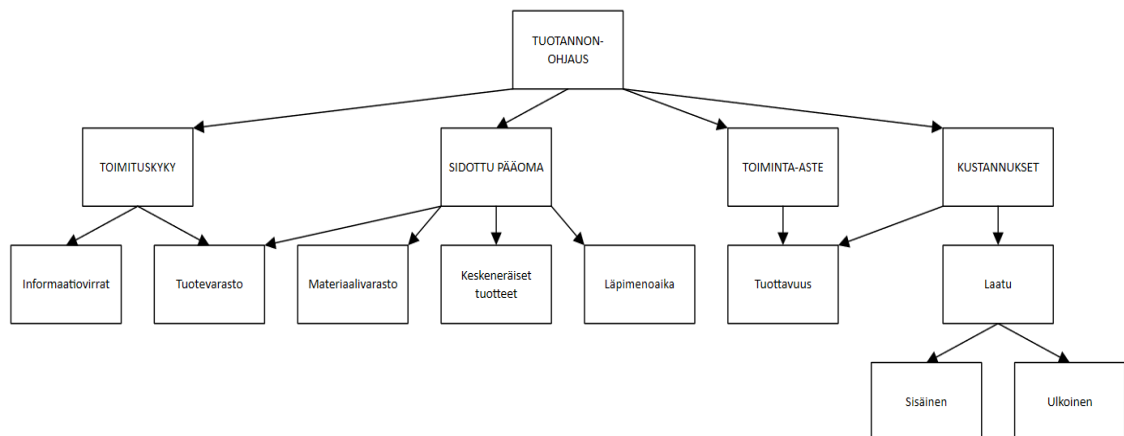 TUOTANNON-
OHJAUS
TOIMITUSKYKY
SIDOTTU PÄÄOMA
TOIMINTA-ASTE
KUSTANNUKSET
Informaatiovirrat
Tuotevarasto
Materiaalivarasto
Keskeneräiset
tuotteet
Läpimenoaika
Tuottavuus
Laatu
Sisäinen
Ulkoinen